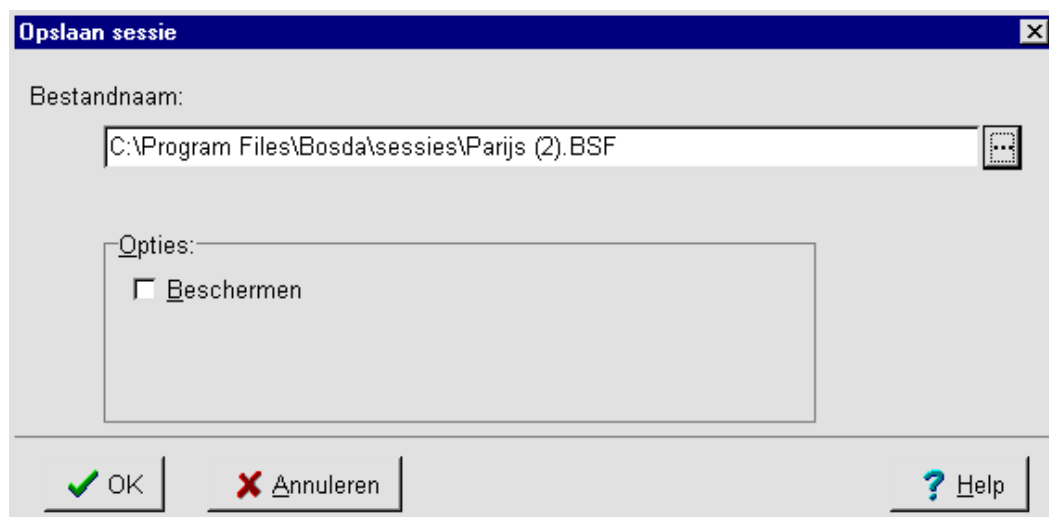 Opslaan sessie
Bestandnaam:
C:\Program Files\Bosda\sessies\Parijs (2).BSF
...
Opties:
Beschermen
OK
Annuleren
? Help